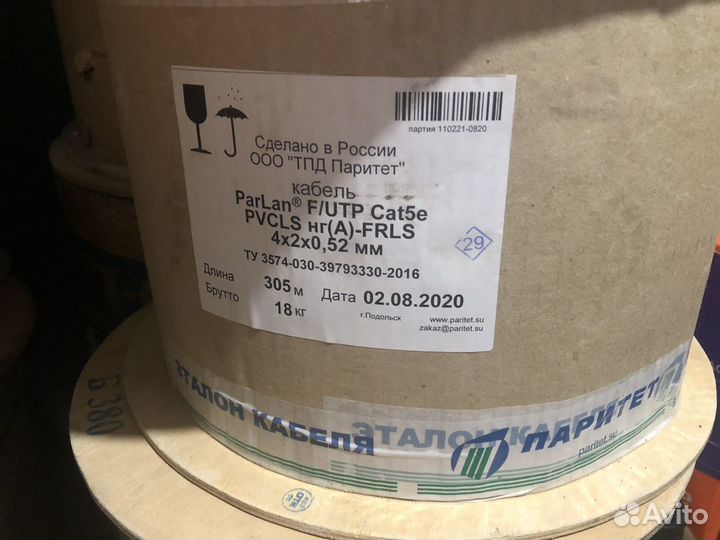 партия 110221-0820
Сделано в России
ООО "ТПД Паритет"
кабель
ParLan® F/UTP Cat5e
PVCLS нг(А)-FRLS
4x2x0,52 мм
29
ТУ 3574-030-39793330-2016
Длина 305 м Дата 02.08.2020
Брутто 18 кг
г.Подольск
www.paritet.su
zakaz@paritet.su
ЭТАЛОН КАБЕЛЯ
ЭТАЛОН КАБЕЛЯ
ПАРИТЕТ
paritet.su
Б380
ОТК
Avito